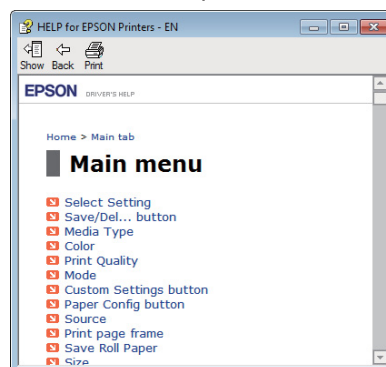 HELP for EPSON Printers - EN
Show Back Print
EPSON DRIVER'S HELP
Home > Main tab
Main menu
Select Setting
Save/Del... button
Media Type
Color
Print Quality
Mode
Custom Settings button
Paper Config button
Source
Print page frame
Save Roll Paper
Size